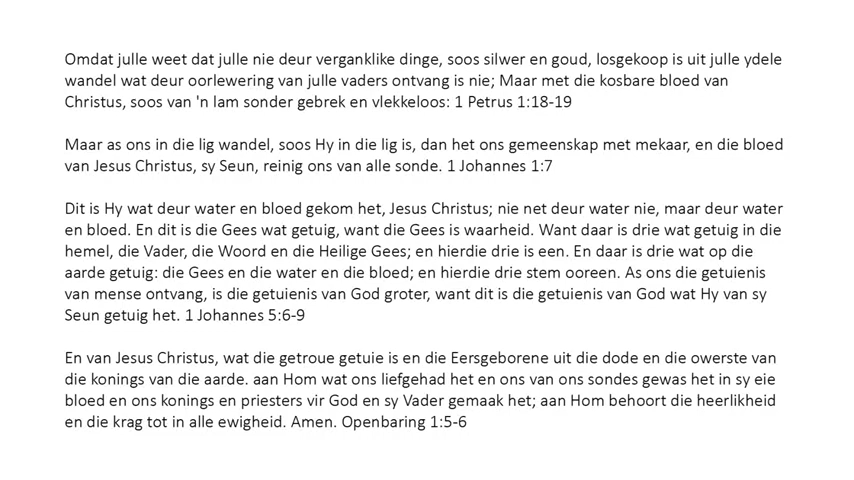 Omdat julle weet dat julle nie deur verganklike dinge, soos silwer en goud, losgekoop is uit julle ydele
wandel wat deur oorlewering van julle vaders ontvang is nie; Maar met die kosbare bloed van
Christus, soos van 'n lam sonder gebrek en vlekkeloos: 1 Petrus 1:18-19
Maar as ons in die lig wandel, soos Hy in die lig is, dan het ons gemeenskap met mekaar, en die bloed
van Jesus Christus, sy Seun, reinig ons van alle sonde. 1 Johannes 1:7
Dit is Hy wat deur water en bloed gekom het, Jesus Christus; nie net deur water nie, maar deur water
en bloed. En dit is die Gees wat getuig, want die Gees is waarheid. Want daar is drie wat getuig in die
hemel, die Vader, die Woord en die Heilige Gees; en hierdie drie is een. En daar is drie wat op die
aarde getuig: die Gees en die water en die bloed; en hierdie drie stem ooreen. As ons die getuienis
van mense ontvang, is die getuienis van God groter, want dit is die getuienis van God wat Hy van sy
Seun getuig het. 1 Johannes 5:6-9
En van Jesus Christus, wat die getroue getuie is en die Eersgeborene uit die dode en die owerste van
die konings van die aarde. aan Hom wat ons liefgehad het en ons van ons sondes gewas het in sy eie
bloed en ons konings en priesters vir God en sy Vader gemaak het; aan Hom behoort die heerlikheid
en die krag tot in alle ewigheid. Amen. Openbaring 1:5-6